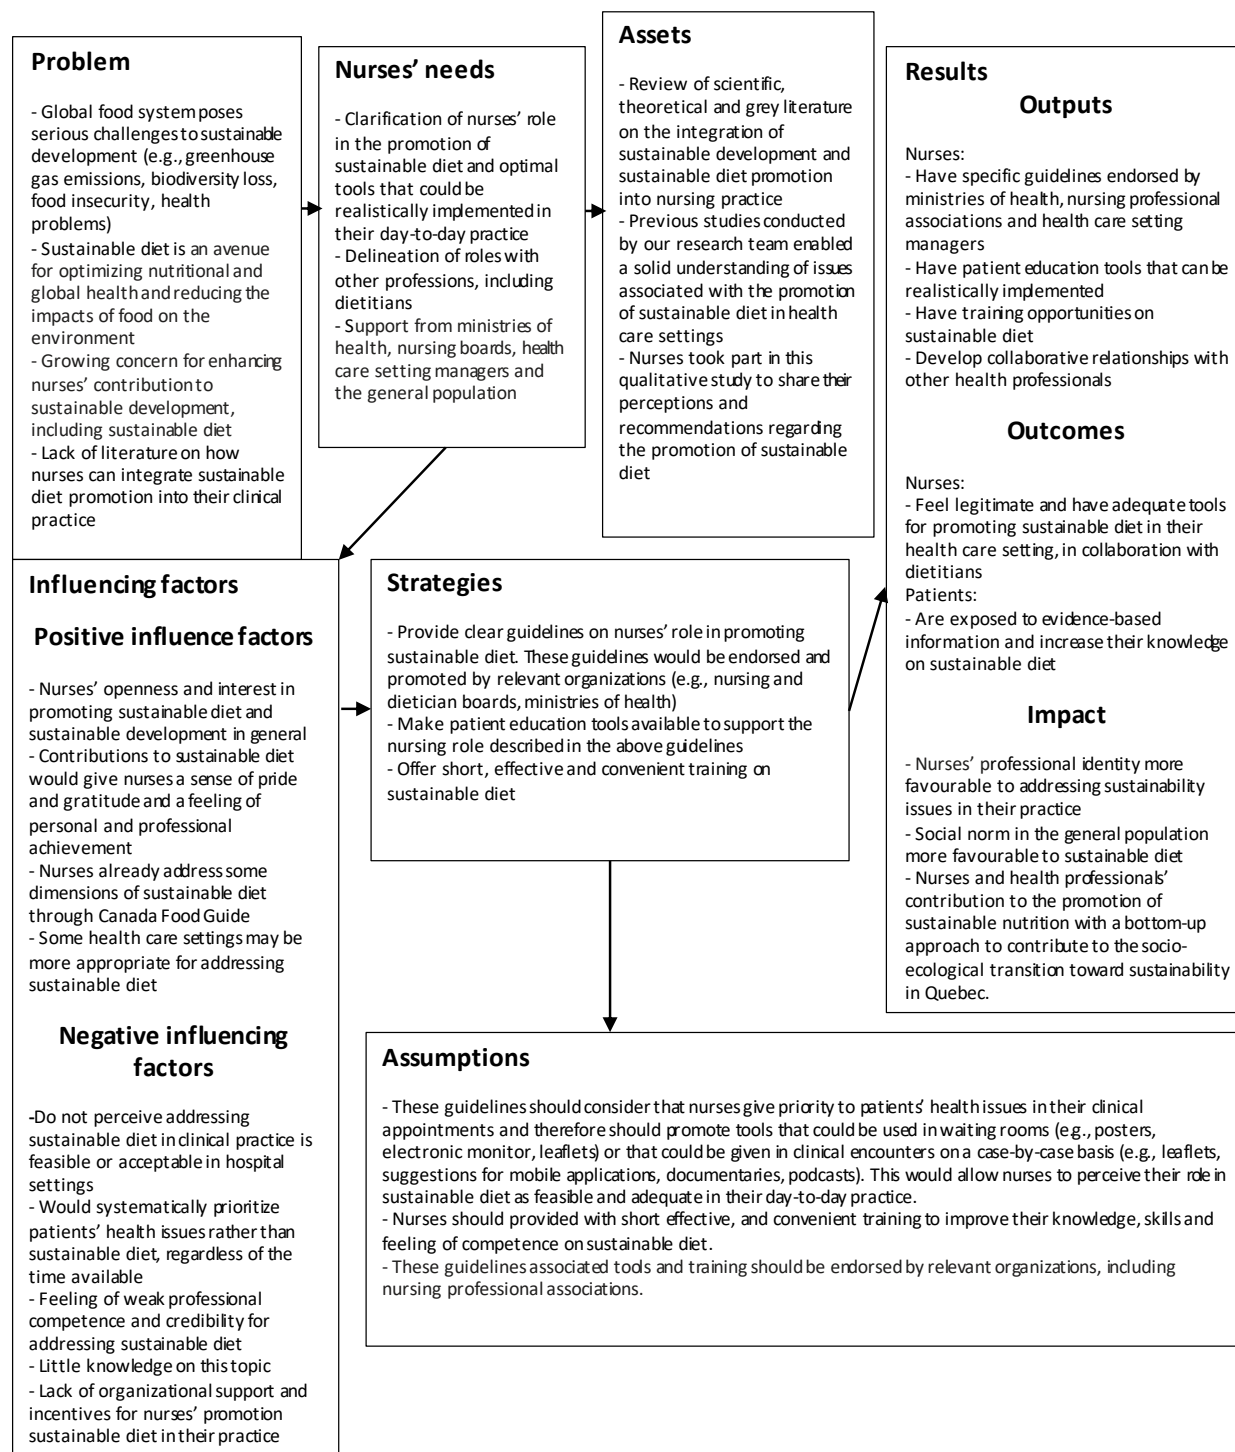 Problem
- Global food system poses
serious challenges to sustainable
development (e.g., greenhouse
gas emissions, biodiversity loss,
food insecurity, health
problems)
- Sustainable diet is an avenue
for optimizing nutritional and
global health and reducing the
impacts of food on the
environment
- Growing concern for enhancing
nurses' contribution to
sustainable development,
including sustainable diet
- Lack of literature on how
nurses can integrate sustainable
diet promotion into their clinical
practice
Nurses' needs
- Clarification of nurses' role
in the promotion of
sustainable diet and optimal
tools that could be
realistically implemented in
their day-to-day practice
- Delineation of roles with
other professions, including
dietitians
- Support from ministries of
health, nursing boards, health
care setting managers and
the general population
Assets
- Review of scientific,
theoretical and grey literature
on the integration of
sustainable development and
sustainable diet promotion
into nursing practice
- Previous studies conducted
by our research team enabled
a solid understanding of issues
associated with the promotion
of sustainable diet in health
care settings
- Nurses took part in this
qualitative study to share their
perceptions and
recommendations regarding
the promotion of sustainable
diet
Influencing factors
Positive influence factors
- Nurses' openness and interest in
promoting sustainable diet and
sustainable development in general
- Contributions to sustainable diet
would give nurses a sense of pride
and gratitude and a feeling of
personal and professional
achievement
- Nurses already address some
dimensions of sustainable diet
through Canada Food Guide
- Some health care settings may be
more appropriate for addressing
sustainable diet
Negative influencing
factors
-Do not perceive addressing
sustainable diet in clinical practice is
feasible or acceptable in hospital
settings
- Would systematically prioritize
patients' health issues rather than
sustainable diet, regardless of the
time available
- Feeling of weak professional
competence and credibility for
addressing sustainable diet
- Little knowledge on this topic
- Lack of organizational support and
incentives for nurses' promotion
sustainable diet in their practice
Strategies
- Provide clear guidelines on nurses' role in promoting
sustainable diet. These guidelines would be endorsed and
promoted by relevant organizations (e.g., nursing and
dietician boards, ministries of health)
- Make patient education tools available to support the
nursing role described in the above guidelines
- Offer short, effective and convenient training on
sustainable diet
Assumptions
- These guidelines should consider that nurses give priority to patients' health issues in their clinical
appointments and therefore should promote tools that could be used in waiting rooms (e.g., posters,
electronic monitor, leaflets) or that could be given in clinical encounters on a case-by-case basis (e.g., leaflets,
suggestions for mobile applications, documentaries, podcasts). This would allow nurses to perceive their role in
sustainable diet as feasible and adequate in their day-to-day practice.
- Nurses should provided with short effective, and convenient training to improve their knowledge, skills and
feeling of competence on sustainable diet.
- These guidelines associated tools and training should be endorsed by relevant organizations, including
nursing professional associations.
Results
Outputs
Nurses:
- Have specific guidelines endorsed by
ministries of health, nursing professional
associations and health care setting
managers
- Have patient education tools that can be
realistically implemented
- Have training opportunities on
sustainable diet
- Develop collaborative relationships with
other health professionals
Outcomes
Nurses:
- Feel legitimate and have adequate tools
for promoting sustainable diet in their
health care setting, in collaboration with
dietitians
Patients:
- Are exposed to evidence-based
information and increase their knowledge
on sustainable diet
Impact
- Nurses' professional identity more
favourable to addressing sustainability
issues in their practice
- Social norm in the general population
more favourable to sustainable diet
- Nurses and health professionals'
contribution to the promotion of
sustainable nutrition with a bottom-up
approach to contribute to the socio-
ecological transition toward sustainability
in Quebec.